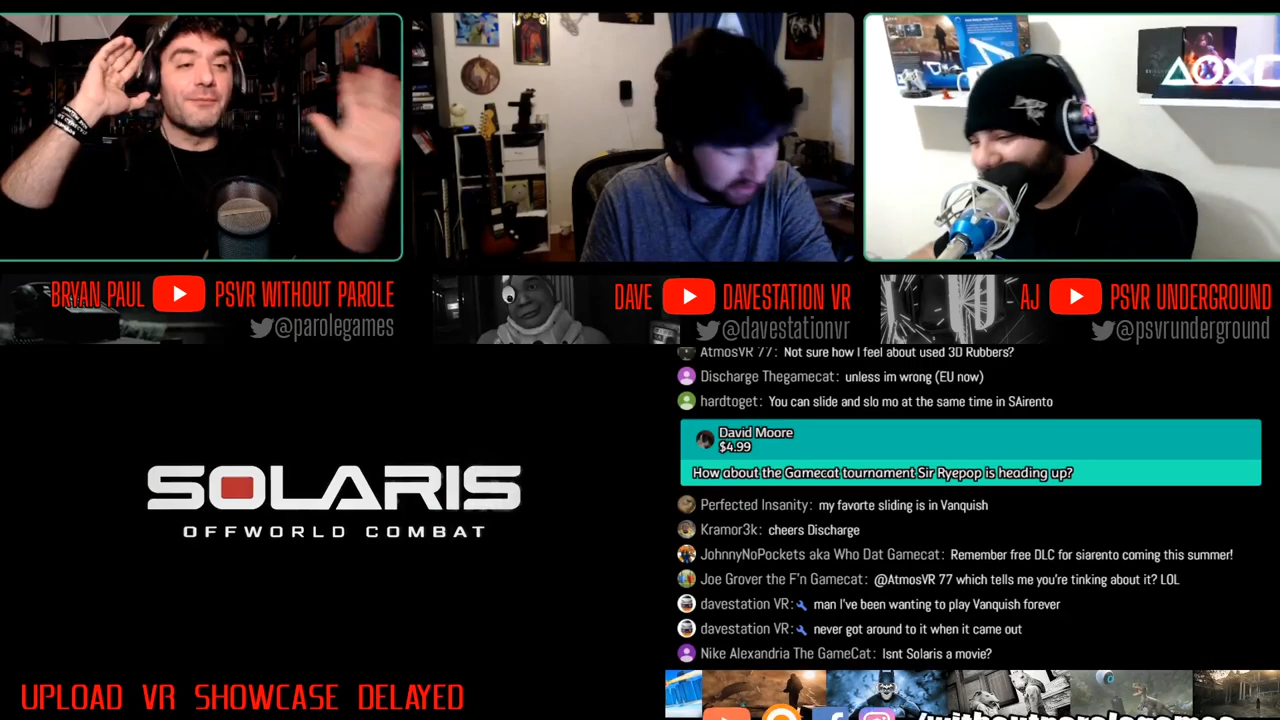 BRYAN PAUL PSVR WITHOUT PAROLE
@parolegames
DAVE DAVESTATION VR
@davestationvr
AJ PSVR UNDERGROUND
@psvrunderground
AtmosVR 77: Not sure how I feel about used 3D Rubbers?
Discharge Thegamecat: unless im wrong (EU now)
hardtoget: You can slide and slo mo at the same time in SAirento
David Moore
$4.99
How about the Gamecat tournament Sir Ryepop is heading up?
Perfected Insanity: my favorte sliding is in Vanquish
Kramor3k: cheers Discharge
JohnnyNoPockets aka Who Dat Gamecat: Remember free DLC for siarento coming this summer!
Joe Grover the F'n Gamecat: @AtmosVR 77 which tells me you're tinking about it? LOL
davestation VR: man I've been wanting to play Vanquish forever
davestation VR: never got around to it when it came out
Nike Alexandria The GameCat: Isnt Solaris a movie?
SOLARIS
OFFWORLD COMBAT
UPLOAD VR SHOWCASE DELAYED